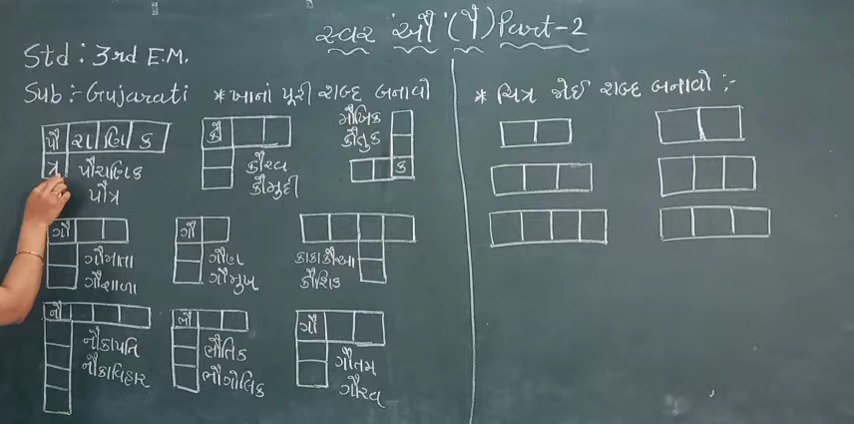 સ્વર 'ઔ' '(ૌ) Part-2
Std : 3rd E.M.
Sub :- Gujarati
* ખાનાં પૂરી શબ્દ બનાવો
* ચિત્ર જોઈ શબ્દ બનાવો :-
પૌ રા ણિ ક
ત્ર
પૌરાણિક
પૌત્ર
કૌ
કૌરવ
કૌમુદી
મૌખિક
કૌતુક
ક
ગૌ
ગૌમાતા
ગૌશાળા
ગૌ
ગૌણ
ગૌમુખ
કાકાકૌઆ
કૌશિક
નૌ
નૌકાપતિ
નૌકાવિહાર
ભૌ
ભૌતિક
ભૌગોલિક
ગૌ
ગૌતમ
ગૌરવ